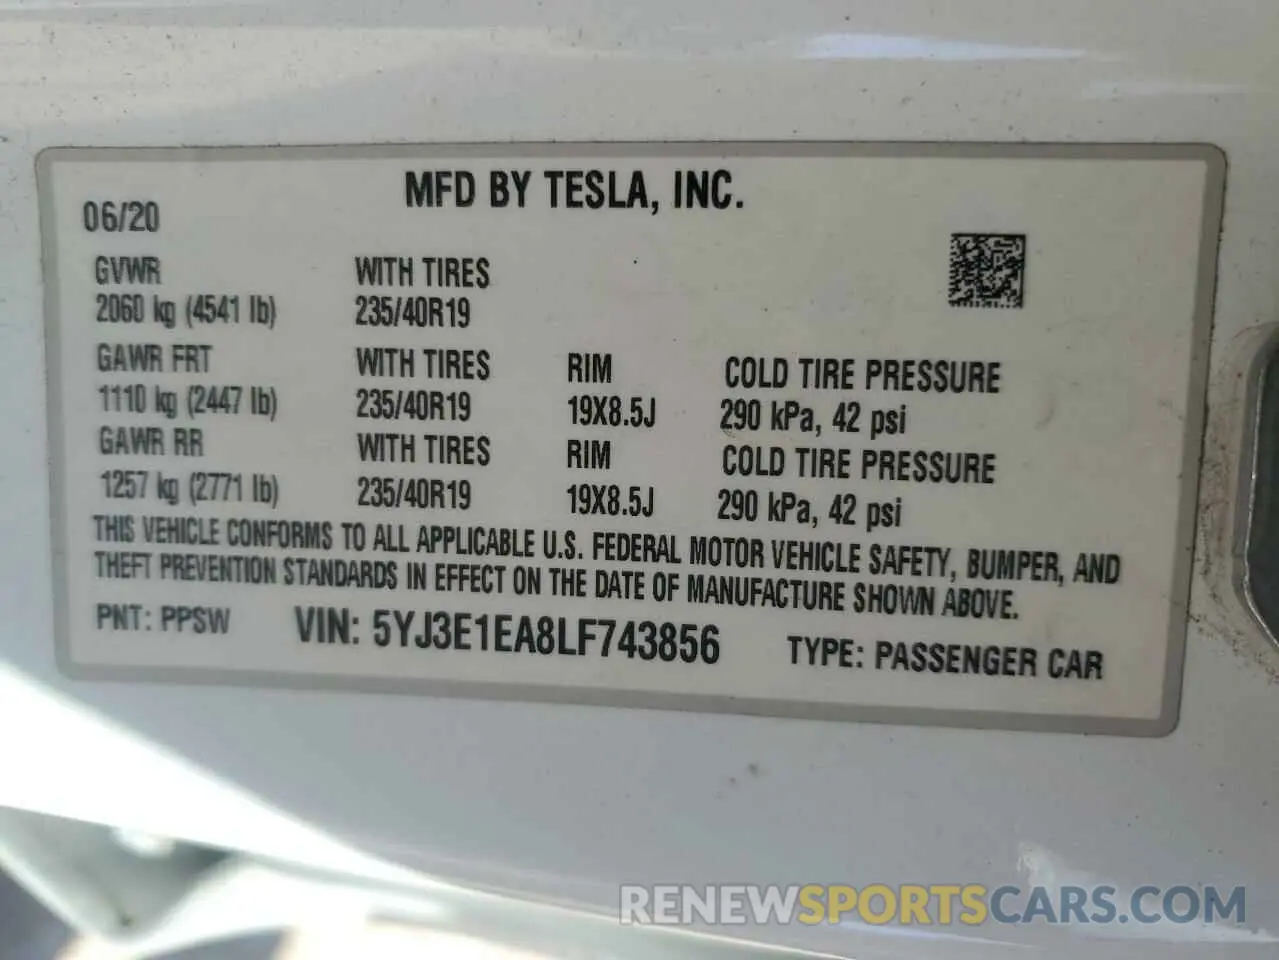 MFD BY TESLA, INC.
06/20
GVWR WITH TIRES
2060 kg (4541 lb) 235/40R19
GAWR FRT WITH TIRES RIM COLD TIRE PRESSURE
1110 kg (2447 lb) 235/40R19 19X8.5J 290 kPa, 42 psi
GAWR RR WITH TIRES RIM COLD TIRE PRESSURE
1257 kg (2771 lb) 235/40R19 19X8.5J 290 kPa, 42 psi
THIS VEHICLE CONFORMS TO ALL APPLICABLE U.S. FEDERAL MOTOR VEHICLE SAFETY, BUMPER, AND
THEFT PREVENTION STANDARDS IN EFFECT ON THE DATE OF MANUFACTURE SHOWN ABOVE.
PNT: PPSW VIN: 5YJ3E1EA8LF743856 TYPE: PASSENGER CAR
RENEWSPORTSCARS.COM